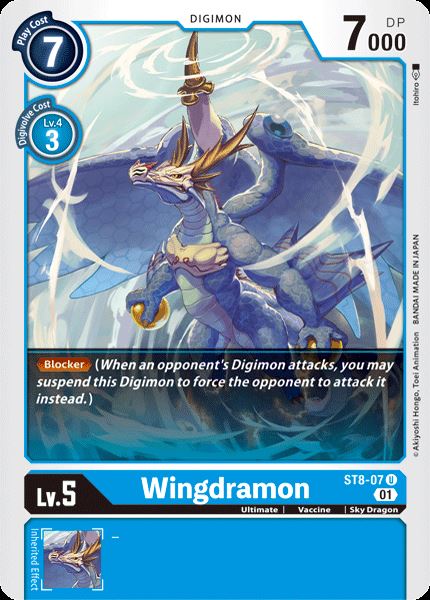 Play Cost
7
DIGIMON
DP
7000
Digivolve Cost
Lv.4
3
Itohiro
©Akiyoshi Hongo, Toei Animation BANDAI MADE IN JAPAN
Blocker (When an opponent's Digimon attacks, you may
suspend this Digimon to force the opponent to attack it
instead.)
Lv.5
Wingdramon
ST8-07 U
01
Ultimate | Vaccine | Sky Dragon
Inherited Effect
–